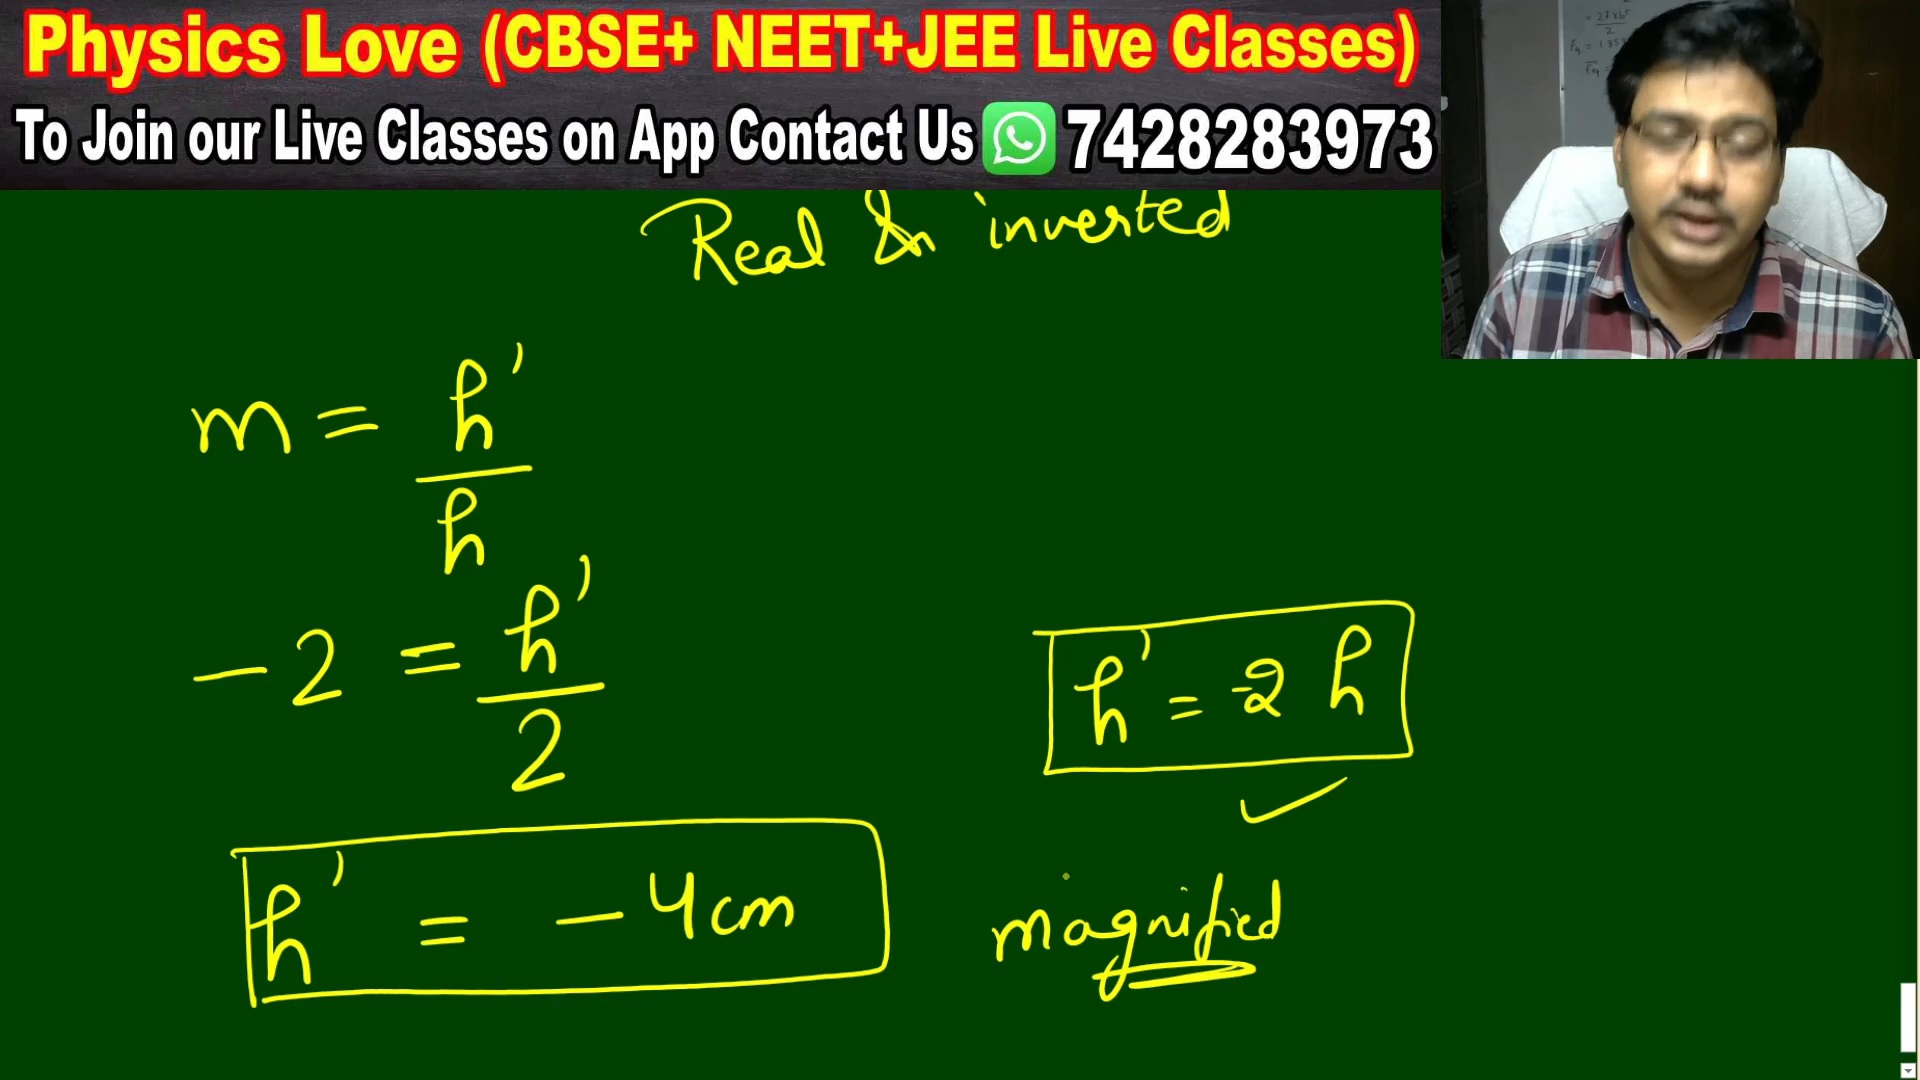 Physics Love (CBSE+ NEET+JEE Live Classes)
To Join our Live Classes on App Contact Us 7428283973
Real & inverted
m = h'/h
-2 = h'/2
h' = -2 h
h' = -4cm
magnified